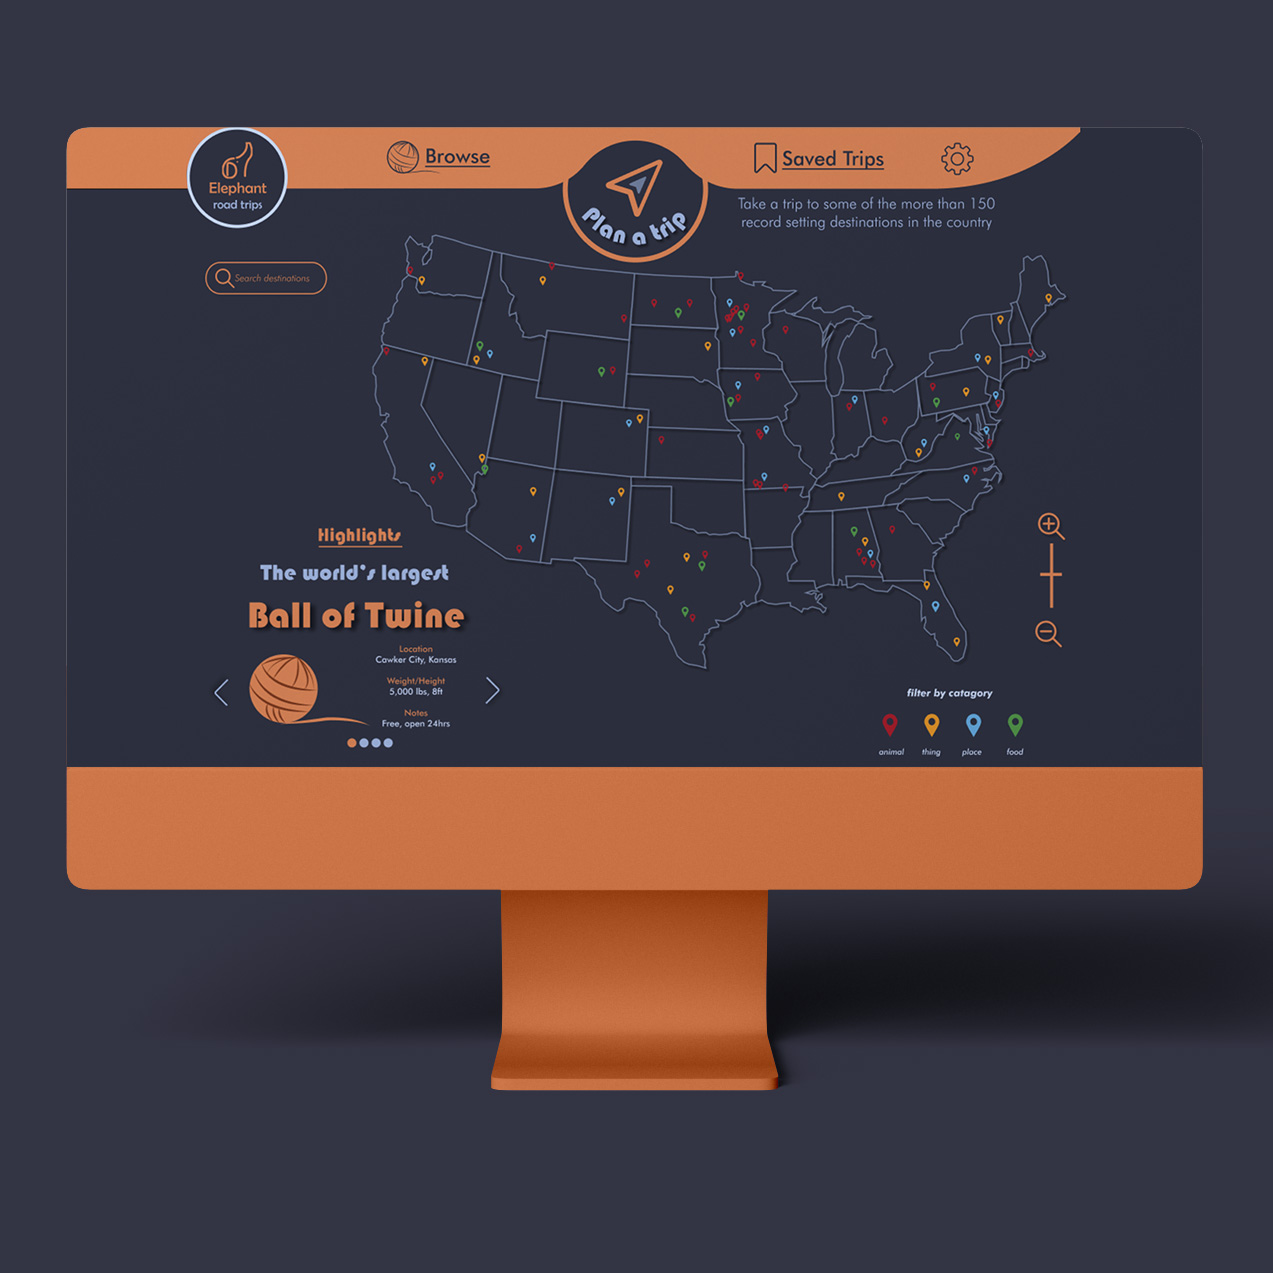 Elephant
road trips
Browse
Plan a trip
Saved Trips
Take a trip to some of the more than 150
record setting destinations in the country
Search destinations
Highlights
The world's largest
Ball of Twine
Location
Cawker City, Kansas
Weight/Height
5,000 lbs, 8ft
Notes
Free, open 24hrs
filter by catagory
animal thing place food